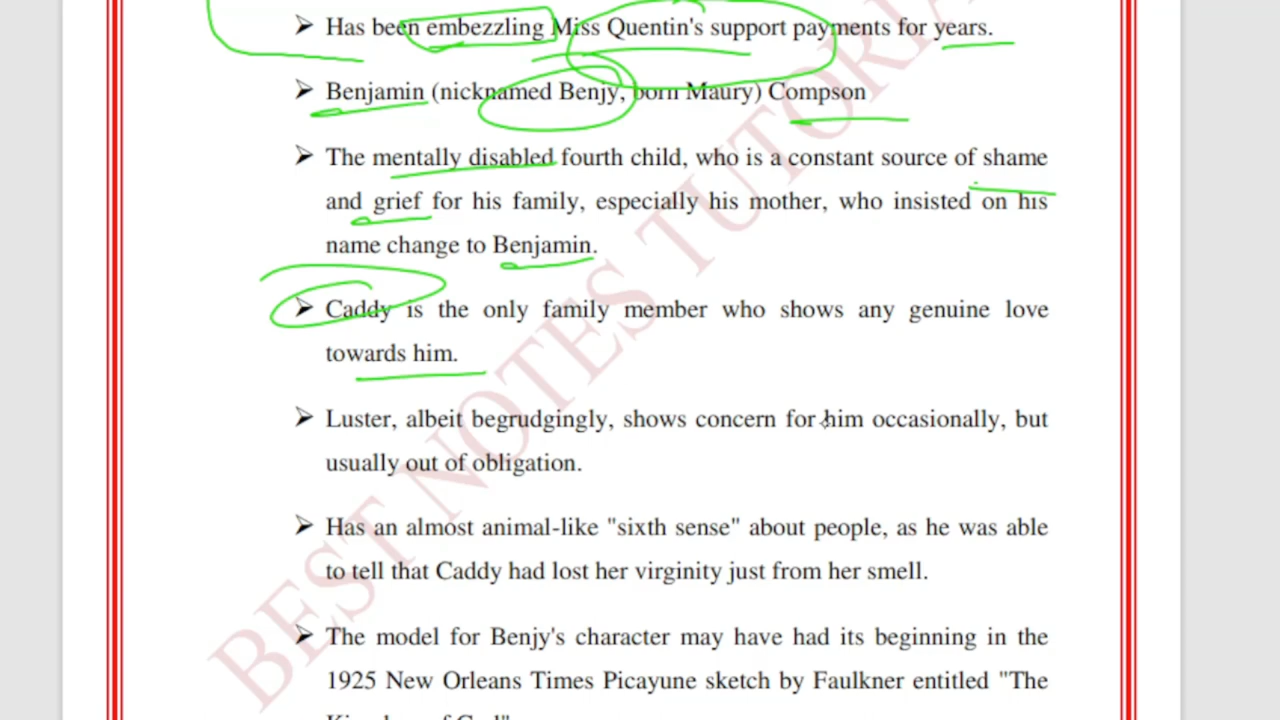 ➢ Has been embezzling Miss Quentin's support payments for years.
➢ Benjamin (nicknamed Benjy, born Maury) Compson
➢ The mentally disabled fourth child, who is a constant source of shame
and grief for his family, especially his mother, who insisted on his
name change to Benjamin.
➢ Caddy is the only family member who shows any genuine love
towards him.
➢ Luster, albeit begrudgingly, shows concern for him occasionally, but
usually out of obligation.
➢ Has an almost animal-like "sixth sense" about people, as he was able
to tell that Caddy had lost her virginity just from her smell.
➢ The model for Benjy's character may have had its beginning in the
1925 New Orleans Times Picayune sketch by Faulkner entitled "The
BEST NOTES TUTORIA